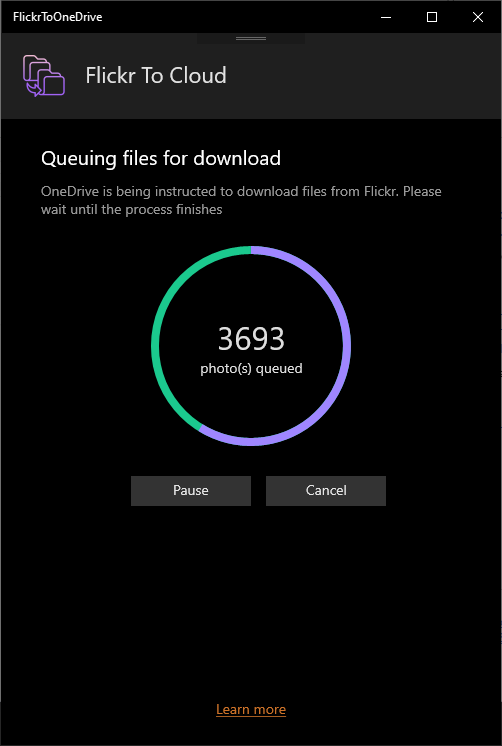 FlickrToOneDrive
Flickr To Cloud
Queuing files for download
OneDrive is being instructed to download files from Flickr. Please
wait until the process finishes
3693
photo(s) queued
Pause
Cancel
Learn more